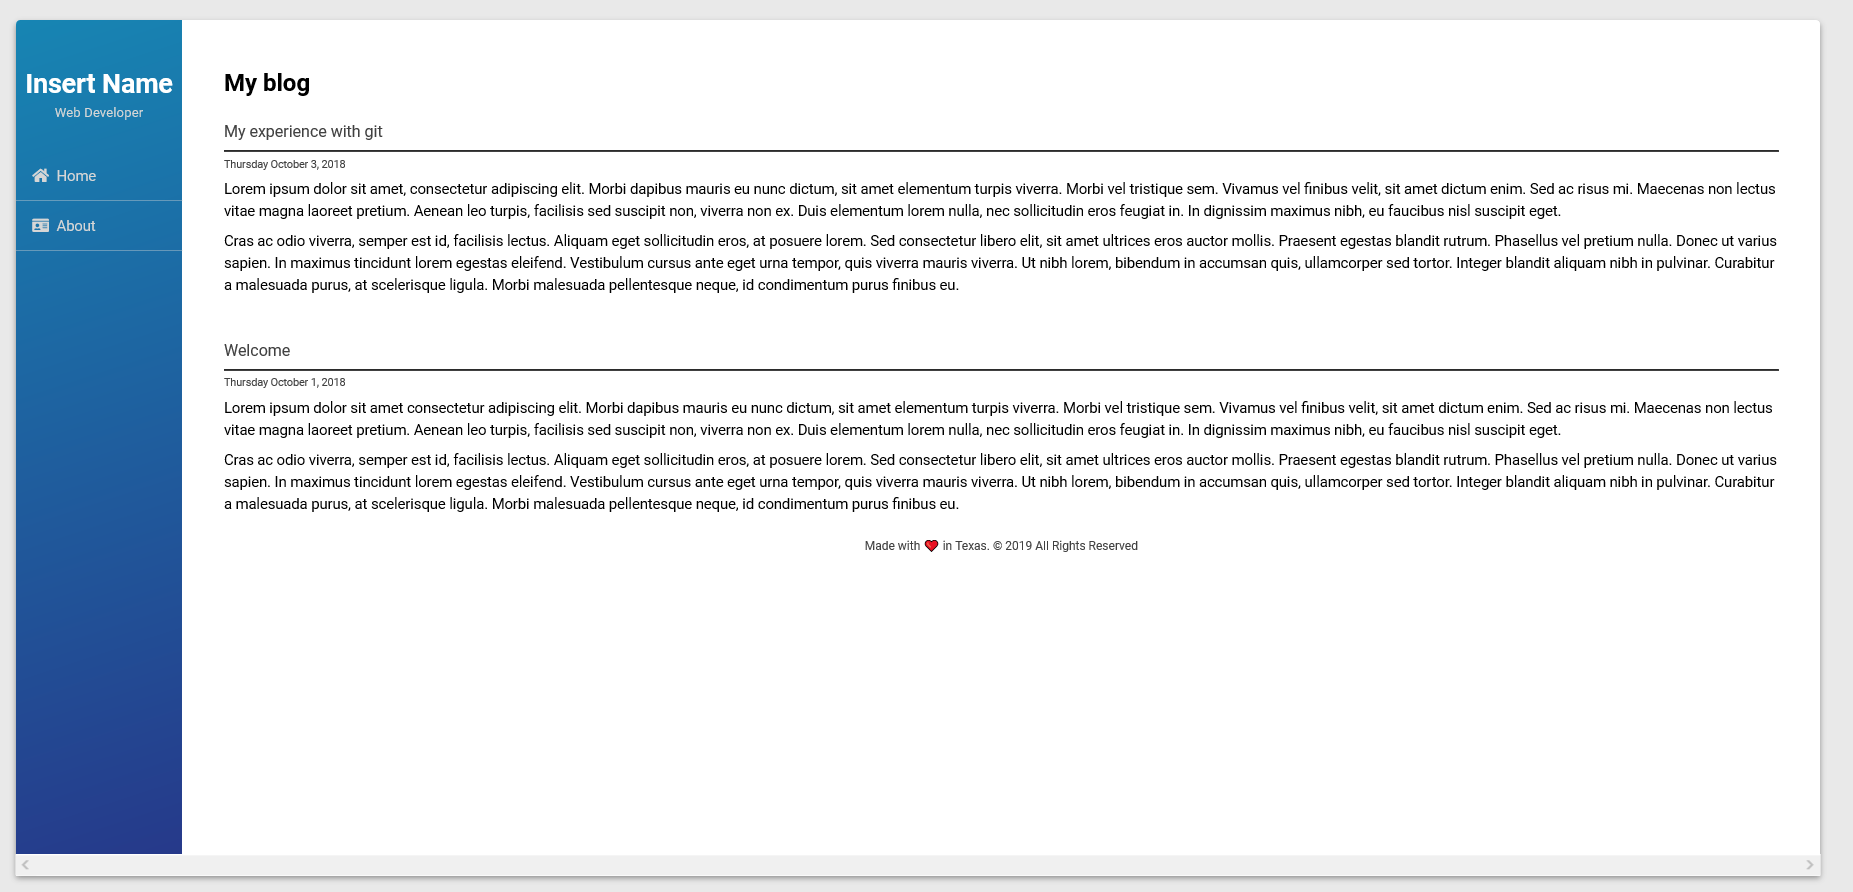 Insert Name
Web Developer
Home
About
My blog
My experience with git
Thursday October 3, 2018
Lorem ipsum dolor sit amet, consectetur adipiscing elit. Morbi dapibus mauris eu nunc dictum, sit amet elementum turpis viverra. Morbi vel tristique sem. Vivamus vel finibus velit, sit amet dictum enim. Sed ac risus mi. Maecenas non lectus
vitae magna laoreet pretium. Aenean leo turpis, facilisis sed suscipit non, viverra non ex. Duis elementum lorem nulla, nec sollicitudin eros feugiat in. In dignissim maximus nibh, eu faucibus nisl suscipit eget.
Cras ac odio viverra, semper est id, facilisis lectus. Aliquam eget sollicitudin eros, at posuere lorem. Sed consectetur libero elit, sit amet ultrices eros auctor mollis. Praesent egestas blandit rutrum. Phasellus vel pretium nulla. Donec ut varius
sapien. In maximus tincidunt lorem egestas eleifend. Vestibulum cursus ante eget urna tempor, quis viverra mauris viverra. Ut nibh lorem, bibendum in accumsan quis, ullamcorper sed tortor. Integer blandit aliquam nibh in pulvinar. Curabitur
a malesuada purus, at scelerisque ligula. Morbi malesuada pellentesque neque, id condimentum purus finibus eu.
Welcome
Thursday October 1, 2018
Lorem ipsum dolor sit amet consectetur adipiscing elit. Morbi dapibus mauris eu nunc dictum, sit amet elementum turpis viverra. Morbi vel tristique sem. Vivamus vel finibus velit, sit amet dictum enim. Sed ac risus mi. Maecenas non lectus
vitae magna laoreet pretium. Aenean leo turpis, facilisis sed suscipit non, viverra non ex. Duis elementum lorem nulla, nec sollicitudin eros feugiat in. In dignissim maximus nibh, eu faucibus nisl suscipit eget.
Cras ac odio viverra, semper est id, facilisis lectus. Aliquam eget sollicitudin eros, at posuere lorem. Sed consectetur libero elit, sit amet ultrices eros auctor mollis. Praesent egestas blandit rutrum. Phasellus vel pretium nulla. Donec ut varius
sapien. In maximus tincidunt lorem egestas eleifend. Vestibulum cursus ante eget urna tempor, quis viverra mauris viverra. Ut nibh lorem, bibendum in accumsan quis, ullamcorper sed tortor. Integer blandit aliquam nibh in pulvinar. Curabitur
a malesuada purus, at scelerisque ligula. Morbi malesuada pellentesque neque, id condimentum purus finibus eu.
Made with ❤️ in Texas. © 2019 All Rights Reserved